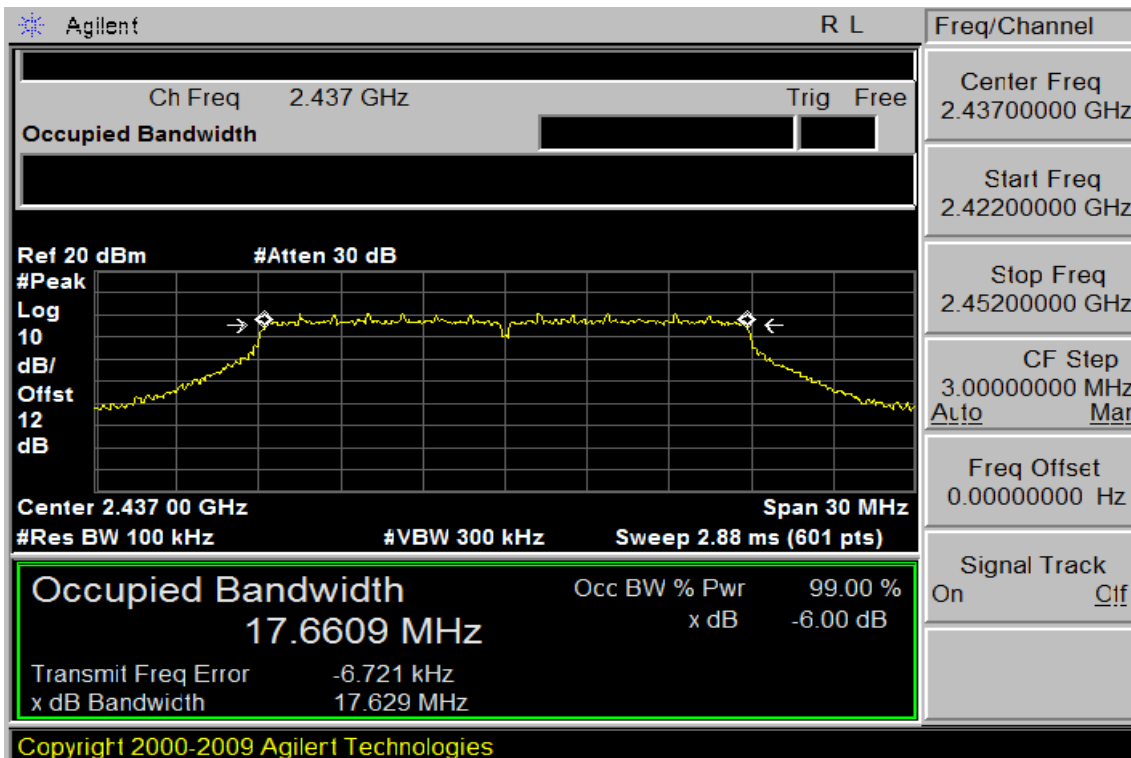 Agilent R L
Ch Freq 2.437 GHz Trig Free
Occupied Bandwidth
Ref 20 dBm #Atten 30 dB
#Peak
Log
10
dB/
Offst
12
dB
Center 2.437 00 GHz Span 30 MHz
#Res BW 100 kHz #VBW 300 kHz Sweep 2.88 ms (601 pts)
Occupied Bandwidth Occ BW % Pwr 99.00 %
17.6609 MHz x dB -6.00 dB
Transmit Freq Error -6.721 kHz
x dB Bandwidth 17.629 MHz
Copyright 2000-2009 Agilent Technologies
Freq/Channel
Center Freq
2.43700000 GHz
Start Freq
2.42200000 GHz
Stop Freq
2.45200000 GHz
CF Step
3.00000000 MHz
Auto Man
Freq Offset
0.00000000 Hz
Signal Track
On Off